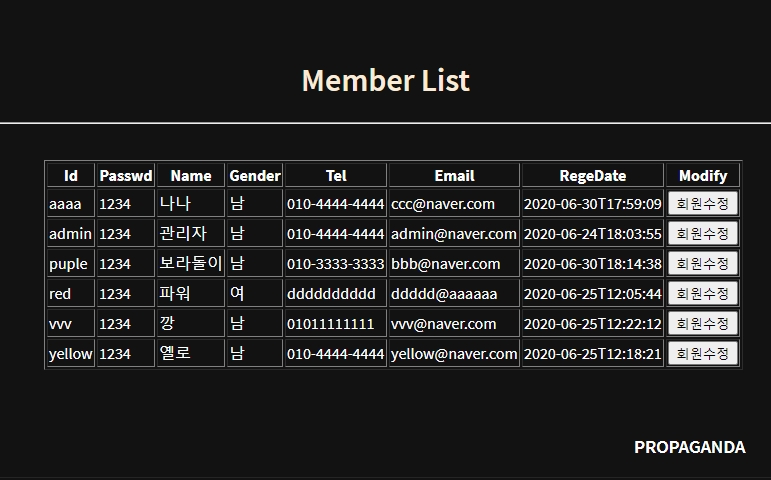 Member List
Id Passwd Name Gender Tel Email RegeDate Modify
aaaa 1234 나나 남 010-4444-4444 ccc@naver.com 2020-06-30T17:59:09 회원수정
admin 1234 관리자 남 010-4444-4444 admin@naver.com 2020-06-24T18:03:55 회원수정
puple 1234 보라돌이 남 010-3333-3333 bbb@naver.com 2020-06-30T18:14:38 회원수정
red 1234 파워 여 dddddddddd ddddd@aaaaaa 2020-06-25T12:05:44 회원수정
vvv 1234 깡 남 01011111111 vvv@naver.com 2020-06-25T12:22:12 회원수정
yellow 1234 옐로 남 010-4444-4444 yellow@naver.com 2020-06-25T12:18:21 회원수정
PROPAGANDA